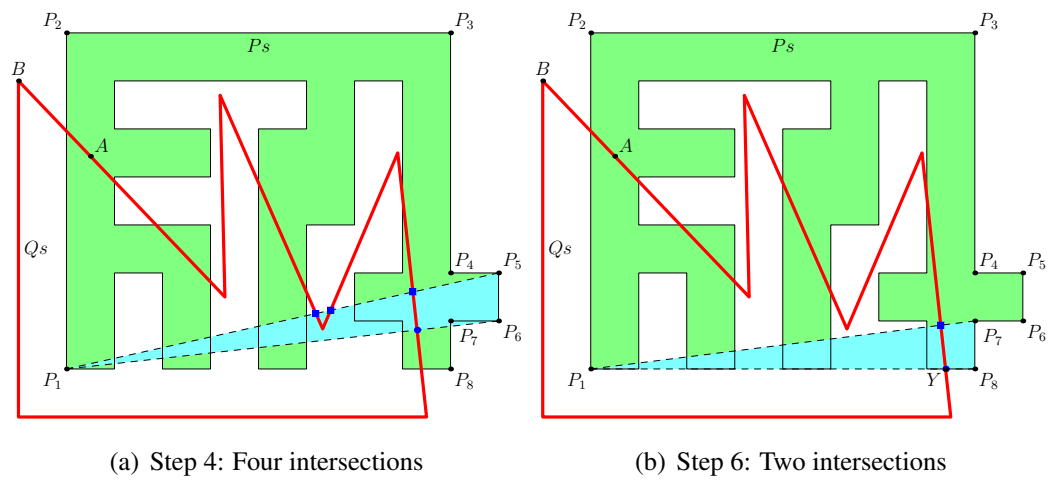 P₂ P₃ P₂ P₃
Ps Ps
B B
A A
Qs Qs
P₄ P₅ P₄ P₅
P₇ P₆ P₇ P₆
P₁ P₈ P₁ Y P₈
(a) Step 4: Four intersections
(b) Step 6: Two intersections